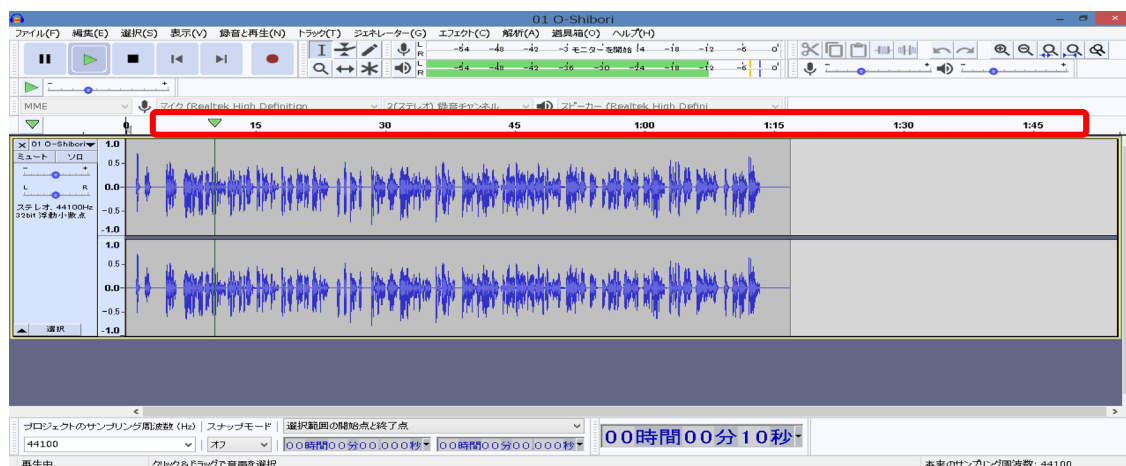 01 O-Shibori
ファイル(F) 編集(E) 選択(S) 表示(V) 録音と再生(N) トラック(T) ジェネレーター(G) エフェクト(C) 解析(A) 道具箱(O) ヘルプ(H)
L R -54 -48 -42 -3 モニターを開始 !4 -18 -12 -6 0
L R -54 -48 -42 -36 -30 -24 -18 -12 -6 0
MME マイク (Realtek High Definition 2(ステレオ) 録音チャンネル スピーカー (Realtek High Defini
0 15 30 45 1:00 1:15 1:30 1:45
× 01 O-Shibori
ミュート ソロ
- +
L R
ステレオ, 44100Hz
32bit 浮動小数点
選択
1.0
0.5
0.0
-0.5
-1.0
1.0
0.5
0.0
-0.5
-1.0
プロジェクトのサンプリング周波数 (Hz) スナップモード 選択範囲の開始点と終了点
44100 オフ 00時間00分00.000秒 00時間00分00.000秒 00時間00分10秒
再生中. クリック&ドラッグで音声を選択 本来のサンプリング周波数: 44100